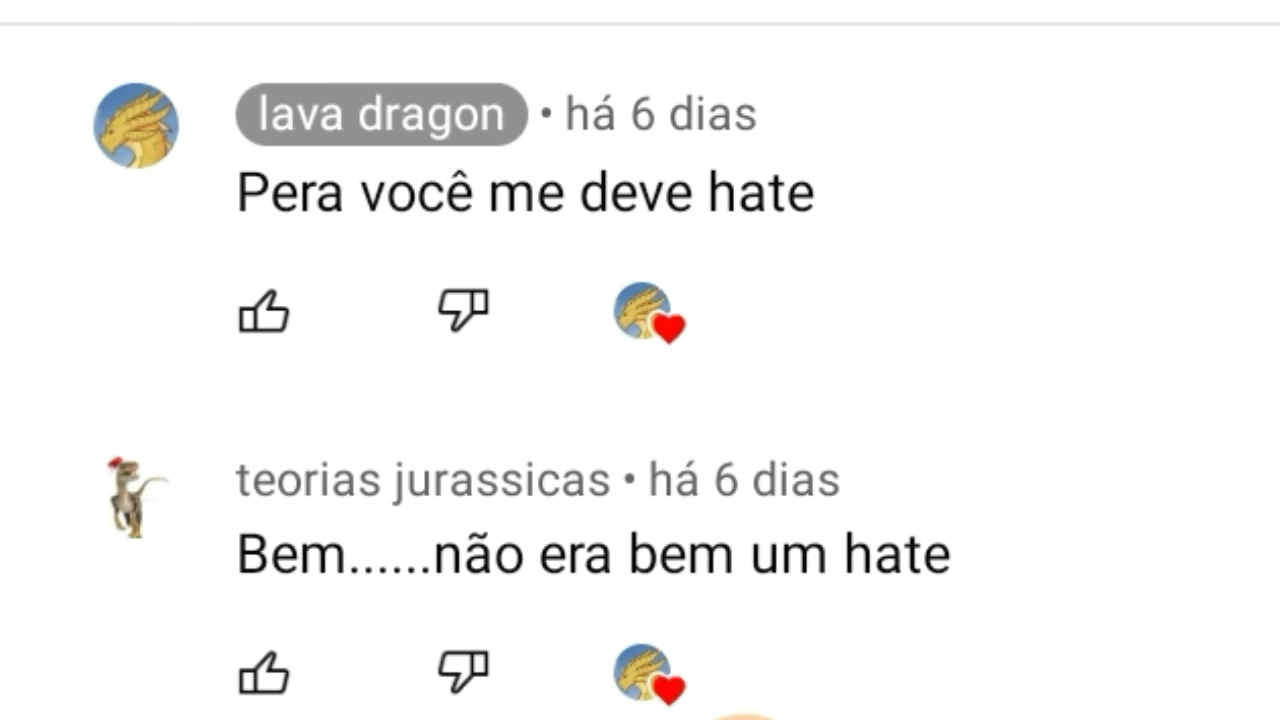 lava dragon • há 6 dias
Pera você me deve hate
teorias jurassicas • há 6 dias
Bem......não era bem um hate